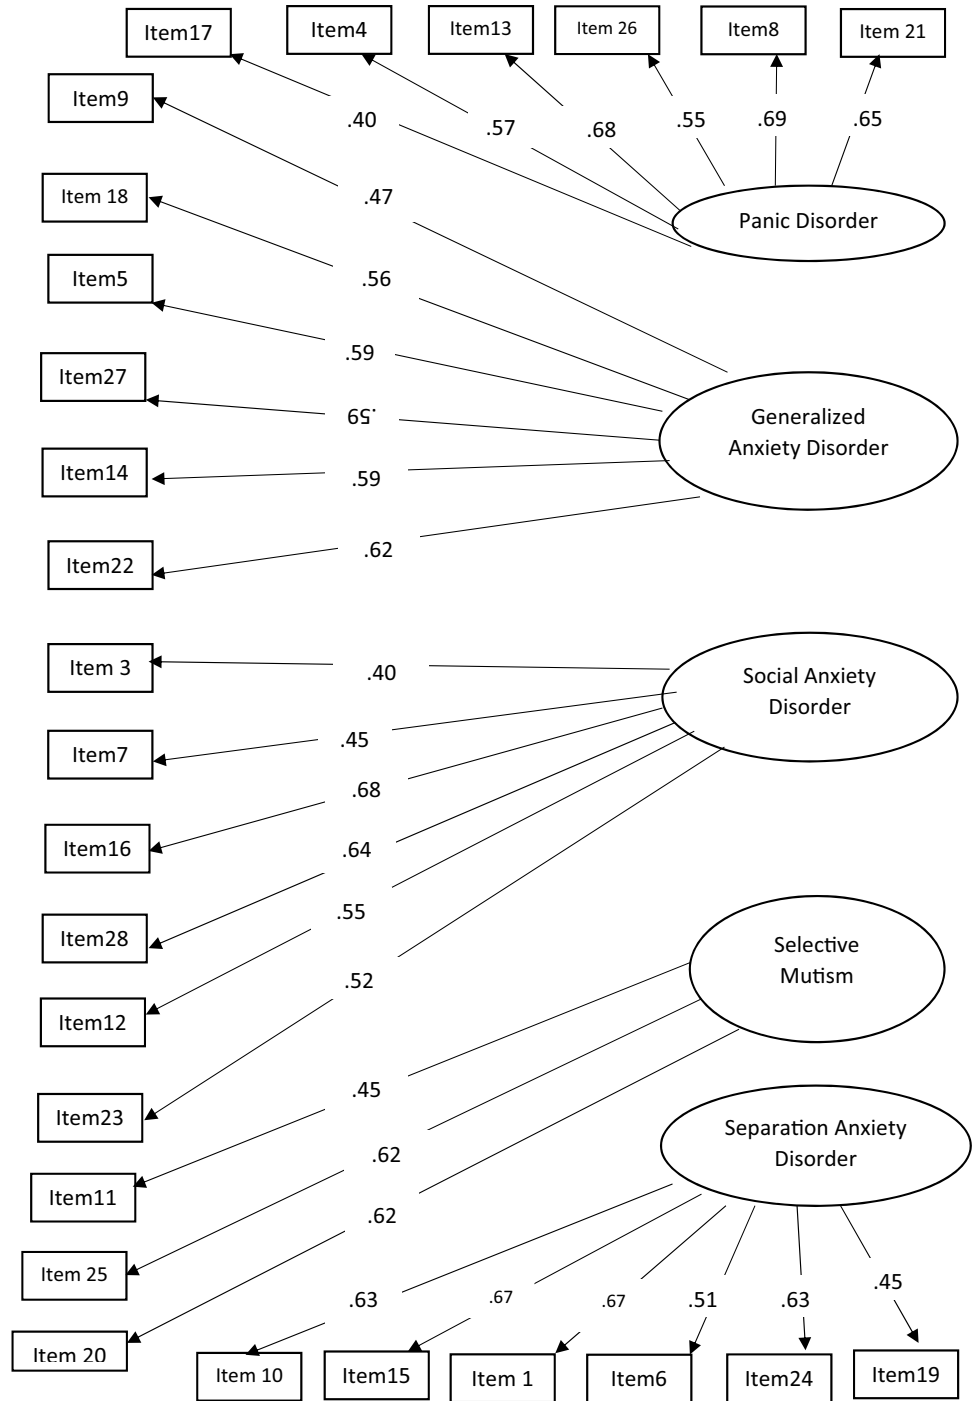 Item17
Item4
Item13
Item 26
Item8
Item 21
Item9
.40
.57
.68
.55
.69
.65
Item 18
.47
Panic Disorder
Item5
.56
.59
Item27
.59
Generalized
Anxiety Disorder
Item14
.59
Item22
.62
Item 3
.40
Social Anxiety
Disorder
Item7
.45
.68
Item16
.64
Item28
.55
Selective
Mutism
Item12
.52
Item23
.45
Separation Anxiety
Disorder
Item11
.62
.62
Item 25
.63
.67
.67
.51
.63
.45
Item 20
Item 10
Item15
Item 1
Item6
Item24
Item19